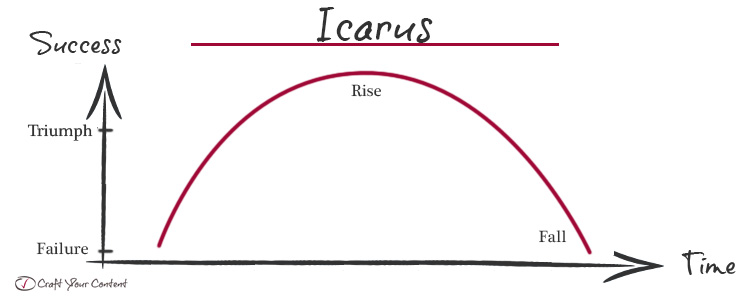 Icarus
Success
Rise
Triumph
Fall
Failure
Time
Craft Your Content